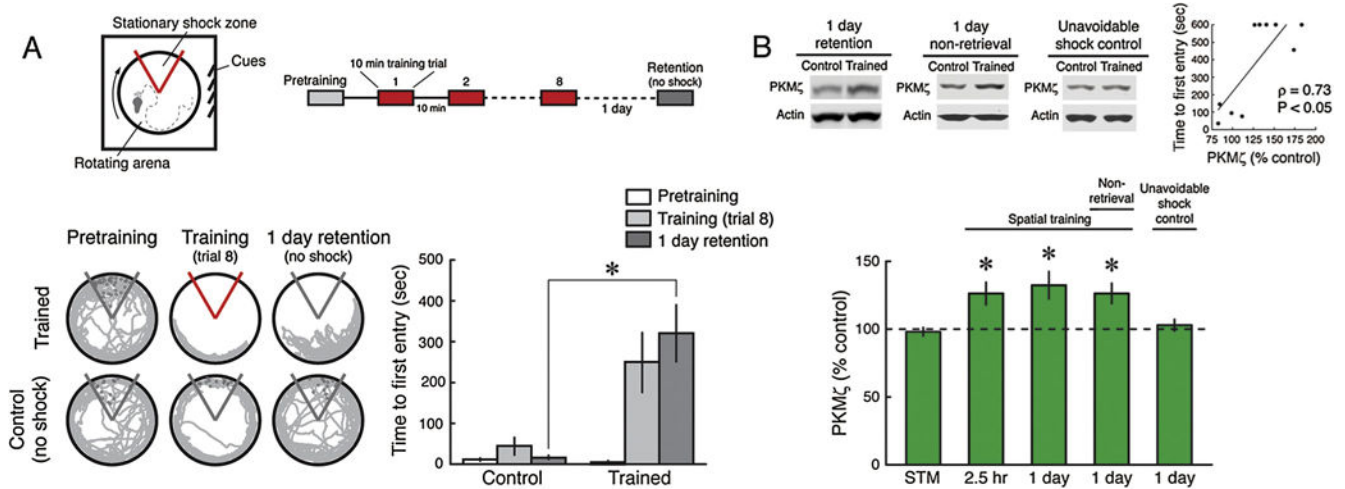 A
Stationary shock zone
Cues
Rotating arena
10 min training trial
Pretraining
1
2
8
Retention
(no shock)
10 min
1 day
Pretraining
Training
(trial 8)
1 day retention
(no shock)
Trained
Control
(no shock)
Pretraining
Training (trial 8)
1 day retention
Time to first entry (sec)
500
400
300
200
100
0
*
Control
Trained
B
1 day
retention
Control Trained
PKMζ
Actin
1 day
non-retrieval
Control Trained
PKMζ
Actin
Unavoidable
shock control
Control Trained
PKMζ
Actin
Time to first entry (sec)
600
500
400
300
200
100
0
ρ = 0.73
P < 0.05
75
100
125
150
175
200
PKMζ (% control)
Spatial training
Non-
retrieval
Unavoidable
shock
control
PKMζ (% control)
150
100
50
0
*
*
*
STM
2.5 hr
1 day
1 day
1 day